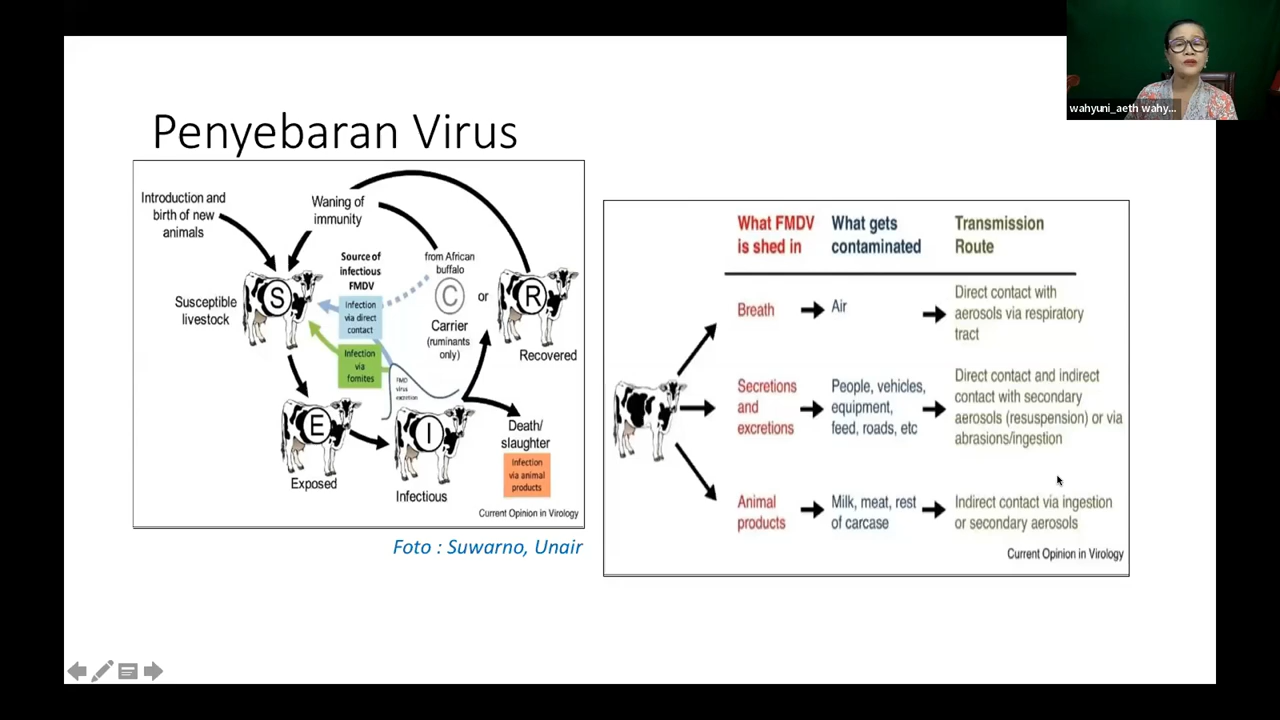 wahyuni_aeth wahy...
Penyebaran Virus
Introduction and
birth of new
animals
Waning of
immunity
Source of
infectious
FMDV
from African
buffalo
C
or
R
S
Susceptible
livestock
Infection
via direct
contact
Carrier
(ruminants
only)
Recovered
Infection
via
fomites
FMD
virus
excretion
E
I
Exposed
Infectious
Death/
slaughter
Infection
via animal
products
Current Opinion in Virology
Foto : Suwarno, Unair
What FMDV
is shed in
What gets
contaminated
Transmission
Route
Breath
Air
Direct contact with
aerosols via respiratory
tract
Secretions
and
excretions
People, vehicles,
equipment,
feed, roads, etc
Direct contact and indirect
contact with secondary
aerosols (resuspension) or via
abrasions/ingestion
Animal
products
Milk, meat, rest
of carcase
Indirect contact via ingestion
or secondary aerosols
Current Opinion in Virology